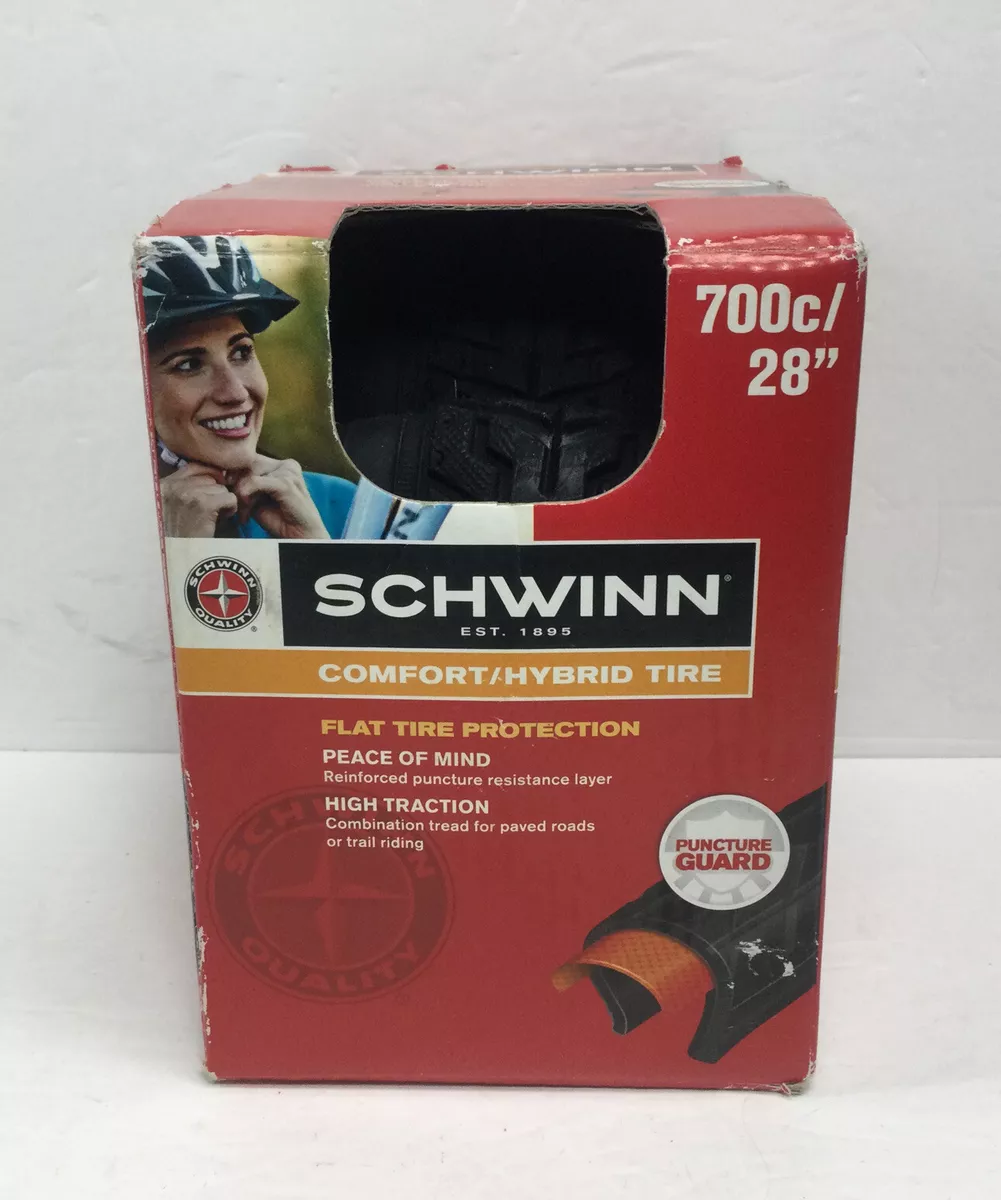 SCHWINN
700c/
28”
SCHWINN
QUALITY
®
SCHWINN®
EST. 1895
COMFORT/HYBRID TIRE
FLAT TIRE PROTECTION
PEACE OF MIND
Reinforced puncture resistance layer
HIGH TRACTION
Combination tread for paved roads
or trail riding
PUNCTURE
GUARD
SCHWINN
QUALITY
®